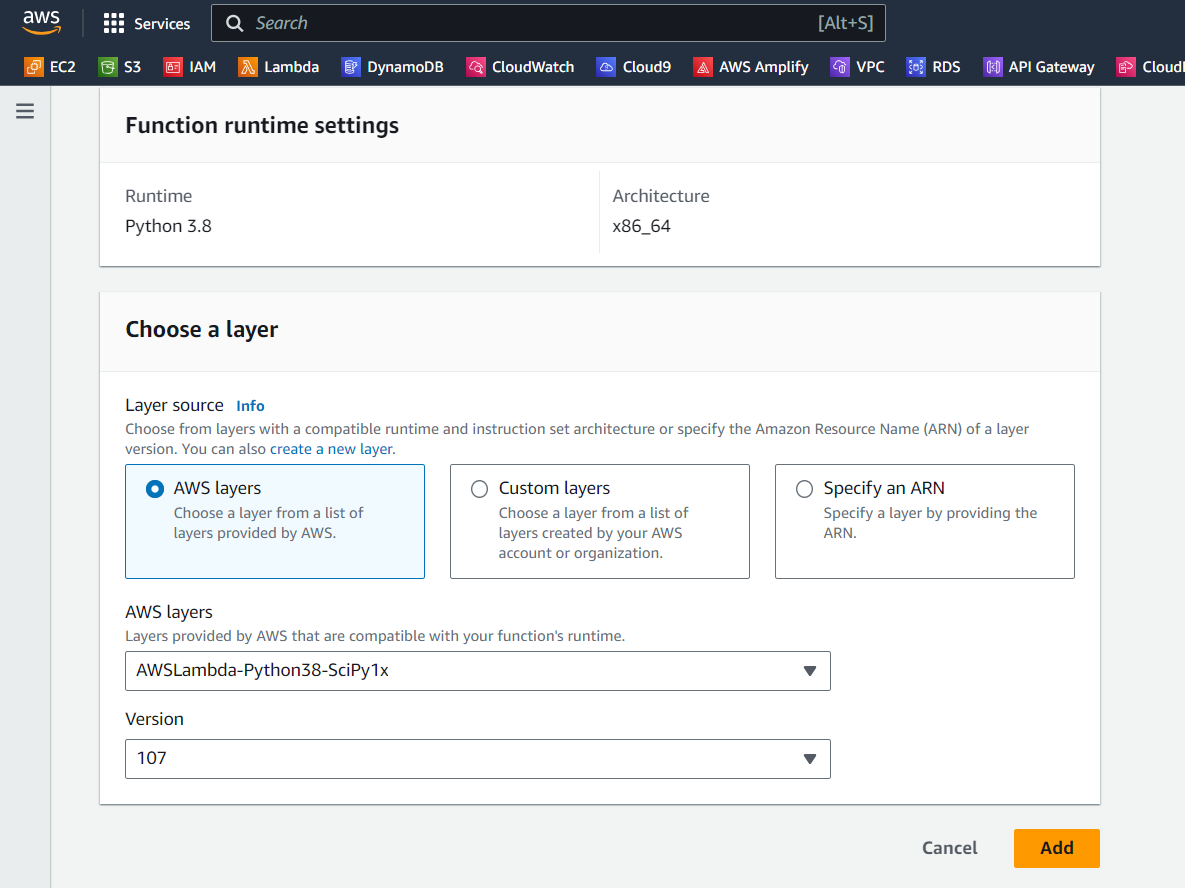 aws Services Search [Alt+S]
EC2 S3 IAM Lambda DynamoDB CloudWatch Cloud9 AWS Amplify VPC RDS API Gateway
Function runtime settings
Runtime Architecture
Python 3.8 x86_64
Choose a layer
Layer source Info
Choose from layers with a compatible runtime and instruction set architecture or specify the Amazon Resource Name (ARN) of a layer
version. You can also create a new layer.
AWS layers
Choose a layer from a list of
layers provided by AWS.
Custom layers
Choose a layer from a list of
layers created by your AWS
account or organization.
Specify an ARN
Specify a layer by providing the
ARN.
AWS layers
Layers provided by AWS that are compatible with your function's runtime.
AWSLambda-Python38-SciPy1x
Version
107
Cancel Add